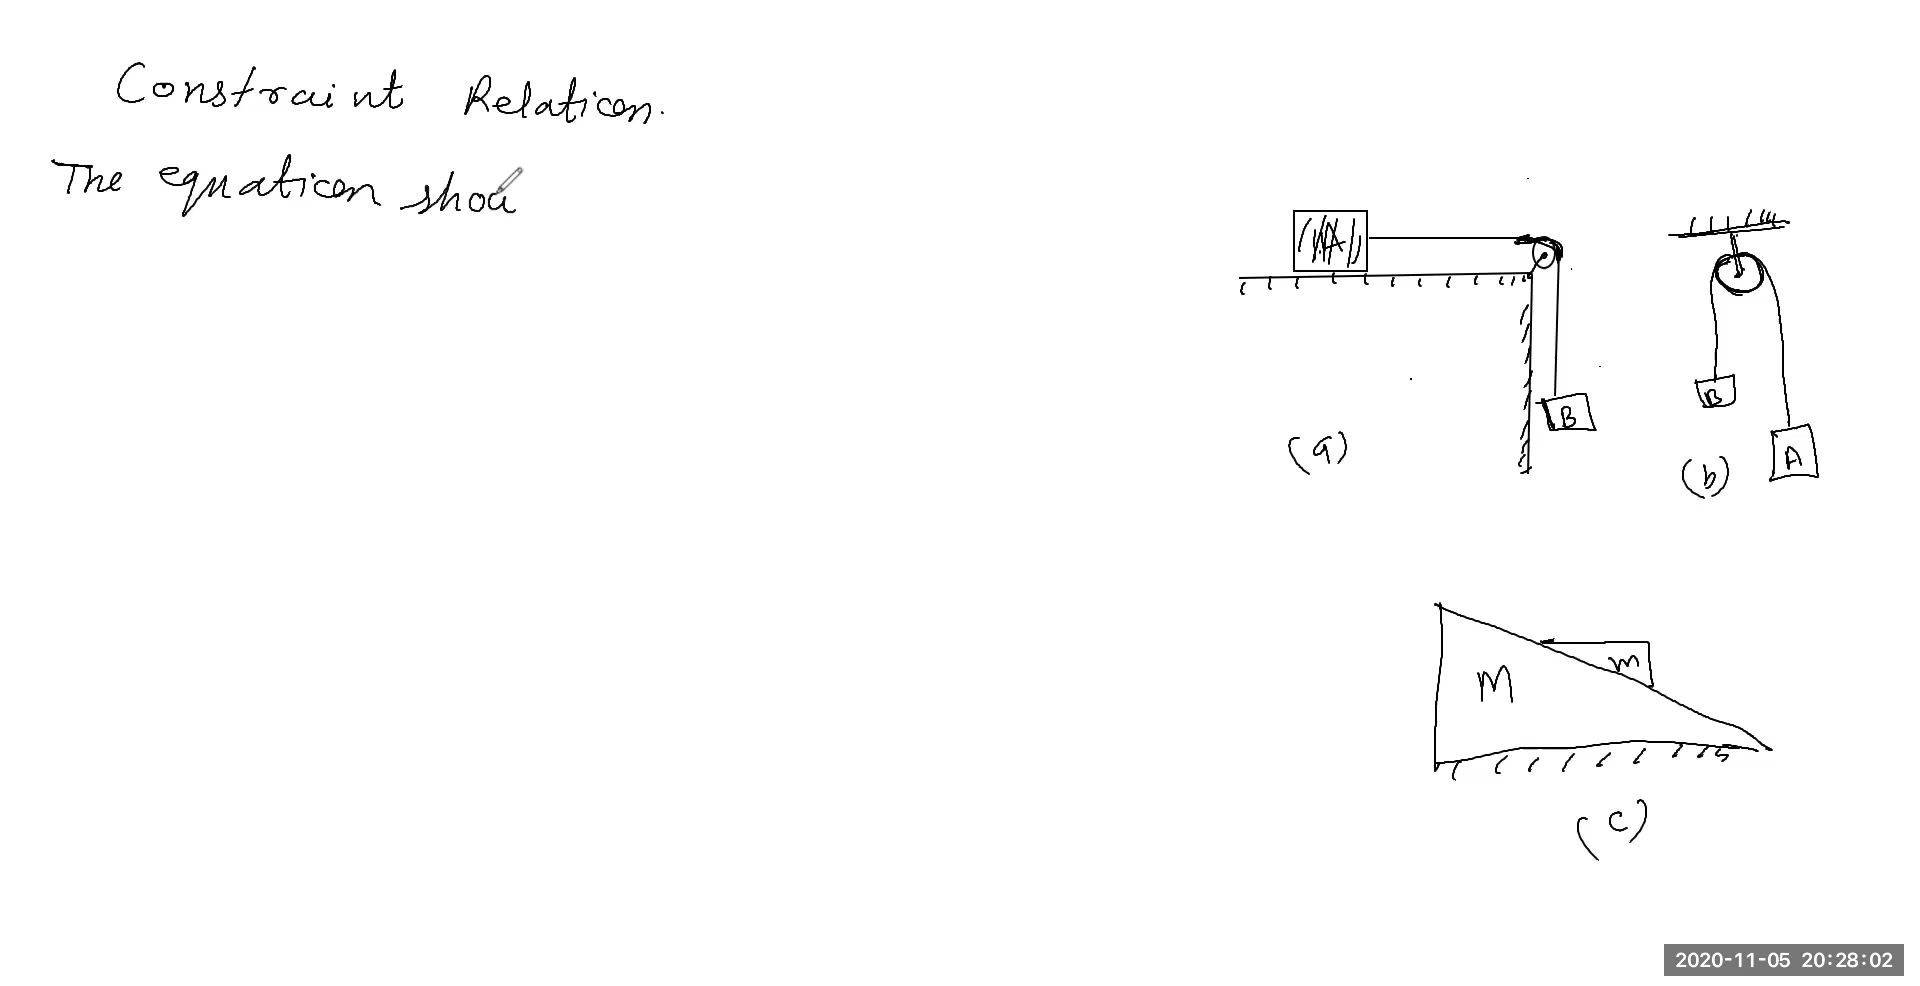 Constraint Relation.
The equation shou
A
B
(a)
B
A
(b)
M
m
(c)
2020-11-05 20:28:02